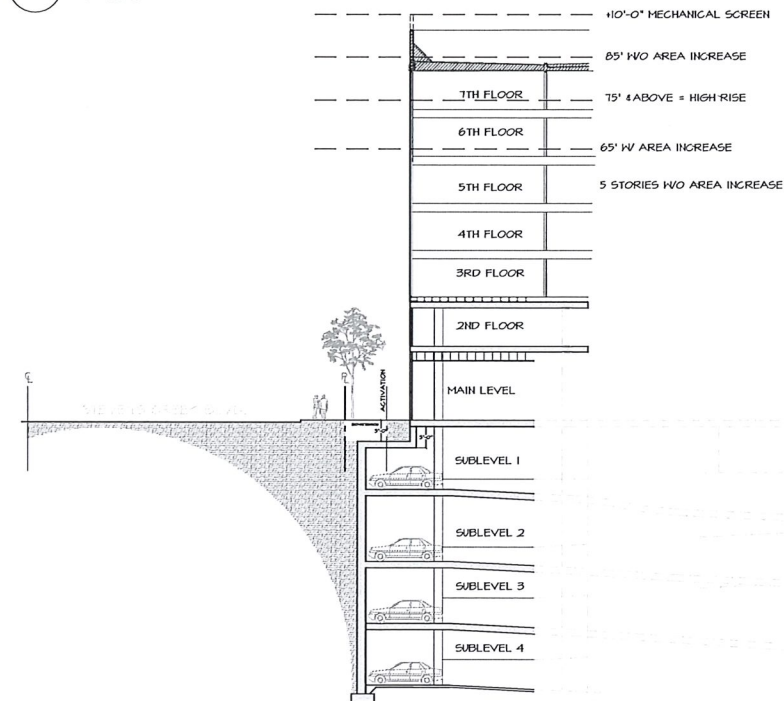 +10'-0" MECHANICAL SCREEN
85' W/O AREA INCREASE
7TH FLOOR
75' & ABOVE = HIGH-RISE
6TH FLOOR
65' W/ AREA INCREASE
5TH FLOOR
5 STORIES W/O AREA INCREASE
4TH FLOOR
3RD FLOOR
2ND FLOOR
ACTIVATION
MAIN LEVEL
SUBLEVEL 1
SUBLEVEL 2
SUBLEVEL 3
SUBLEVEL 4